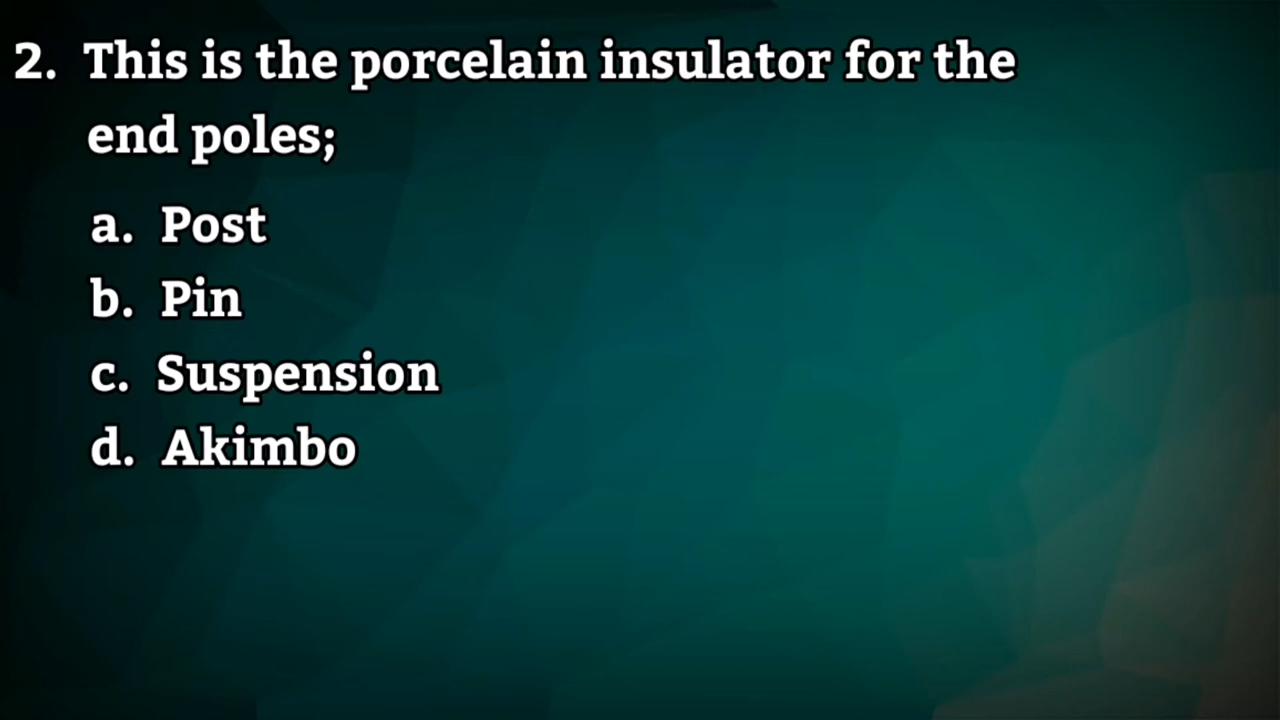 2. This is the porcelain insulator for the
end poles;
a. Post
b. Pin
c. Suspension
d. Akimbo